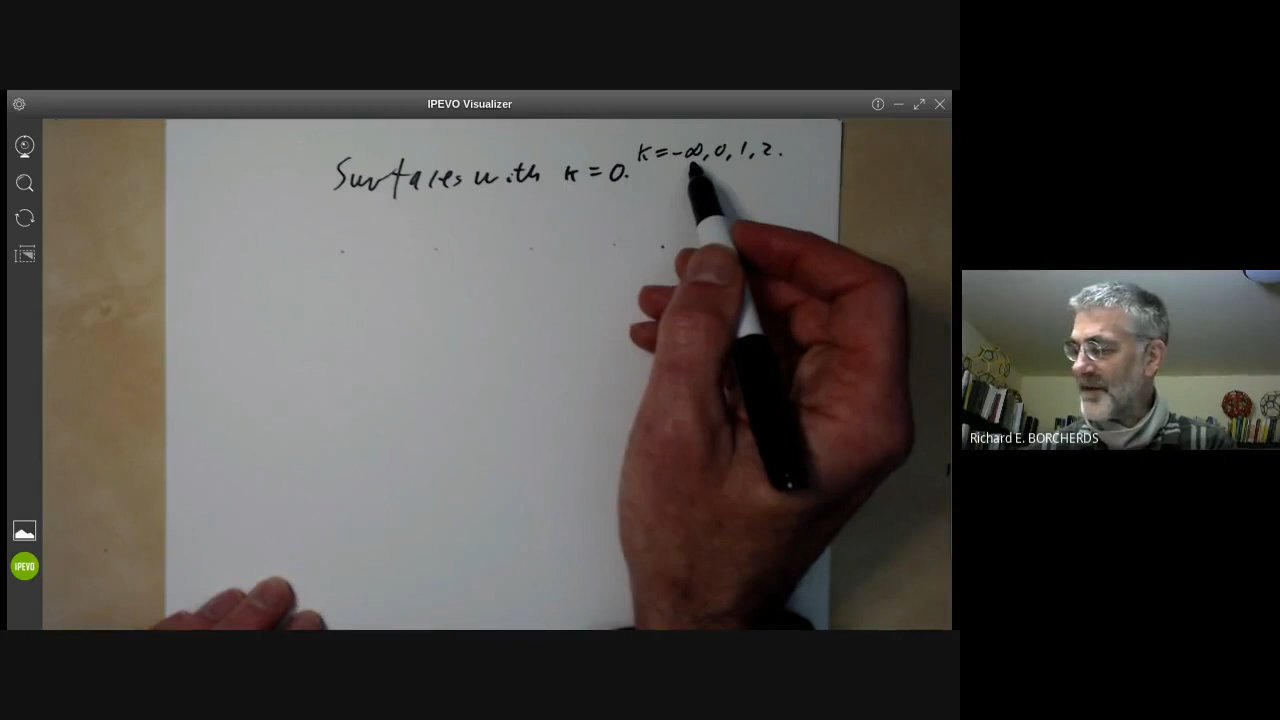 IPEVO Visualizer
κ=-∞,0,1,2.
Surfaces with κ=0.
Richard E. BORCHERDS
IPEVO